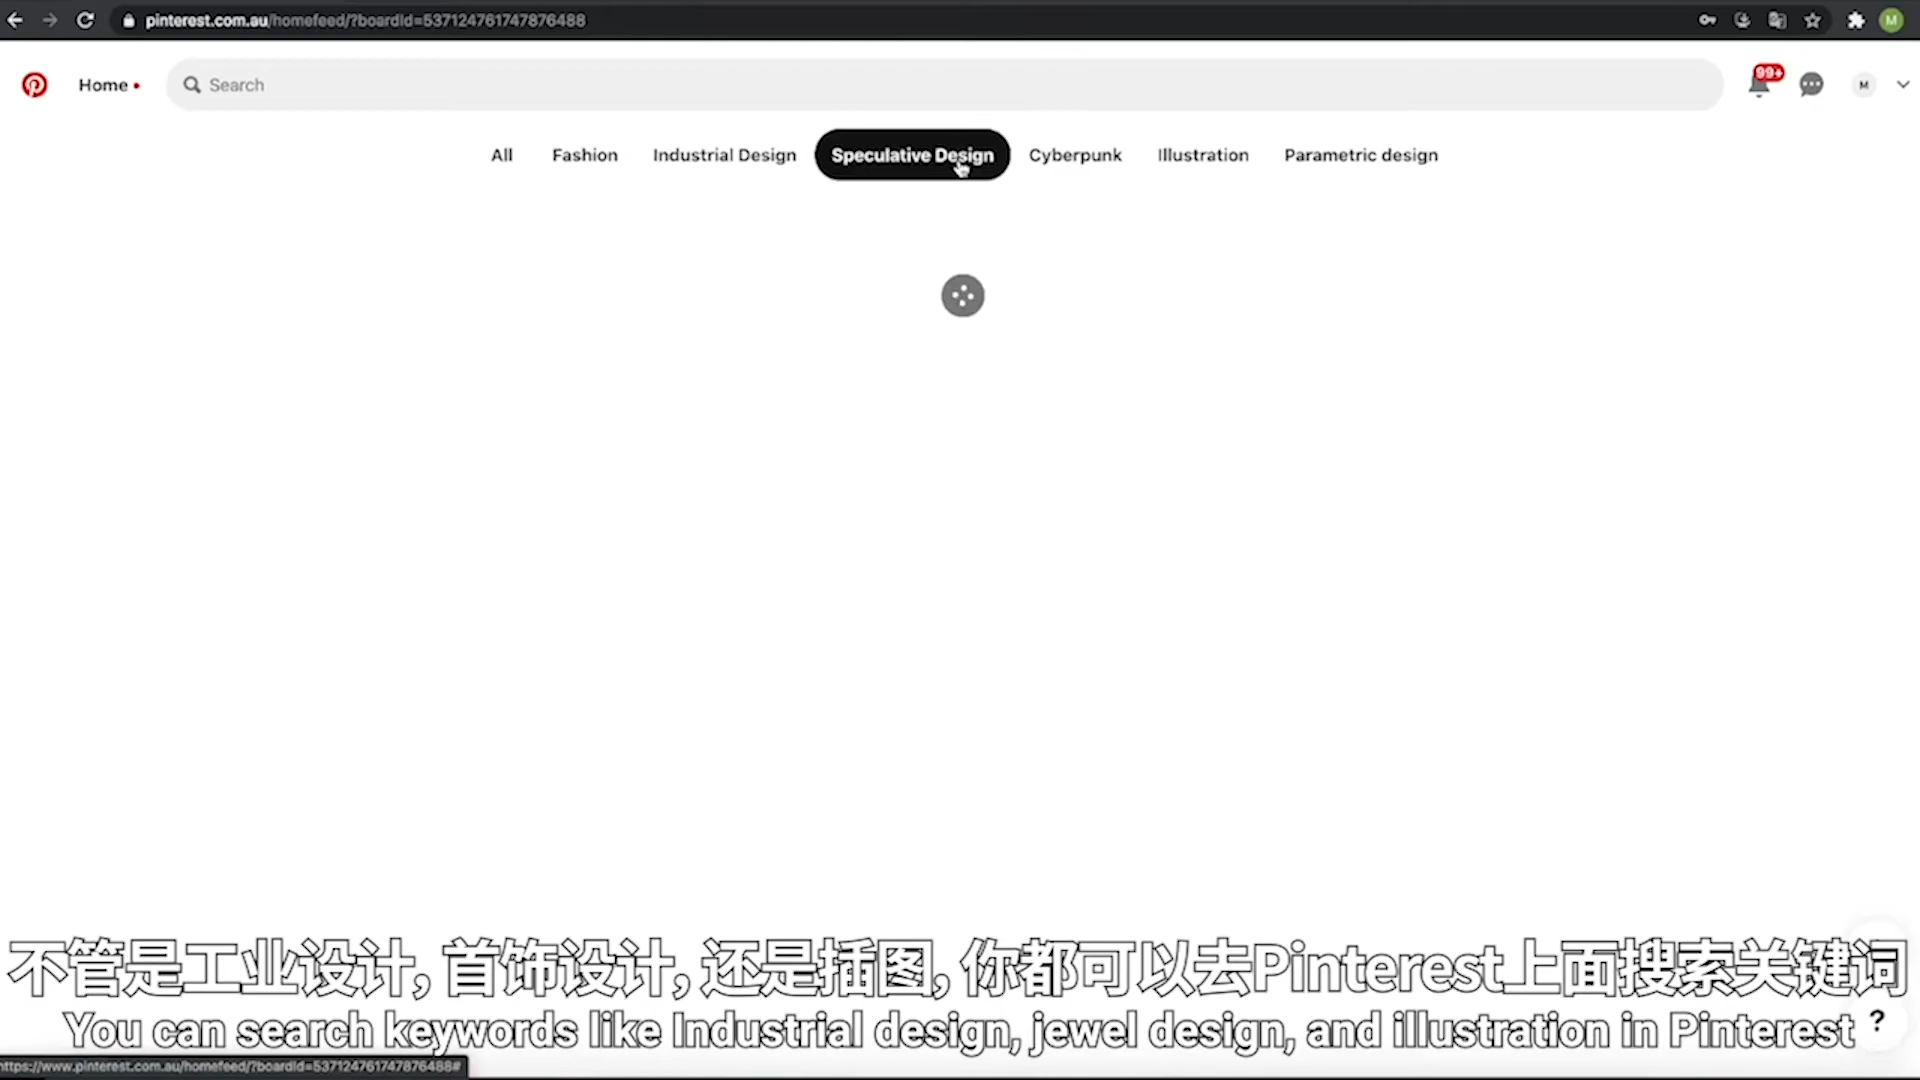 pinterest.com.au/homefeed/?boardId=537124761747876488
M
Home
Search
99+
M
All
Fashion
Industrial Design
Speculative Design
Cyberpunk
Illustration
Parametric design
不管是工业设计, 首饰设计, 还是插图, 你都可以去Pinterest上面搜索关键词
You can search keywords like Industrial design, jewel design, and illustration in Pinterest
?
https://www.pinterest.com.au/homefeed/?boardId=537124761747876488#